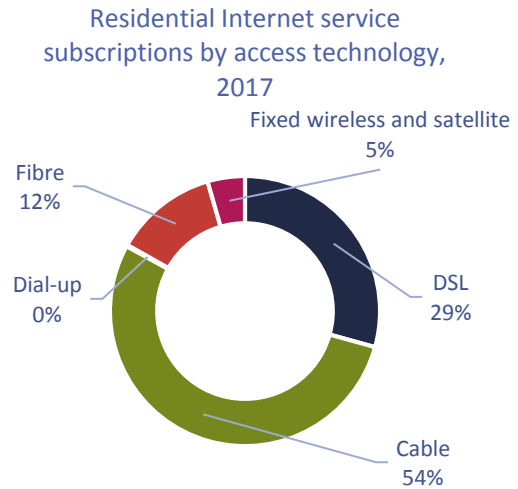 Residential Internet service
subscriptions by access technology,
2017
Fixed wireless and satellite
5%
Fibre
12%
Dial-up
0%
DSL
29%
Cable
54%